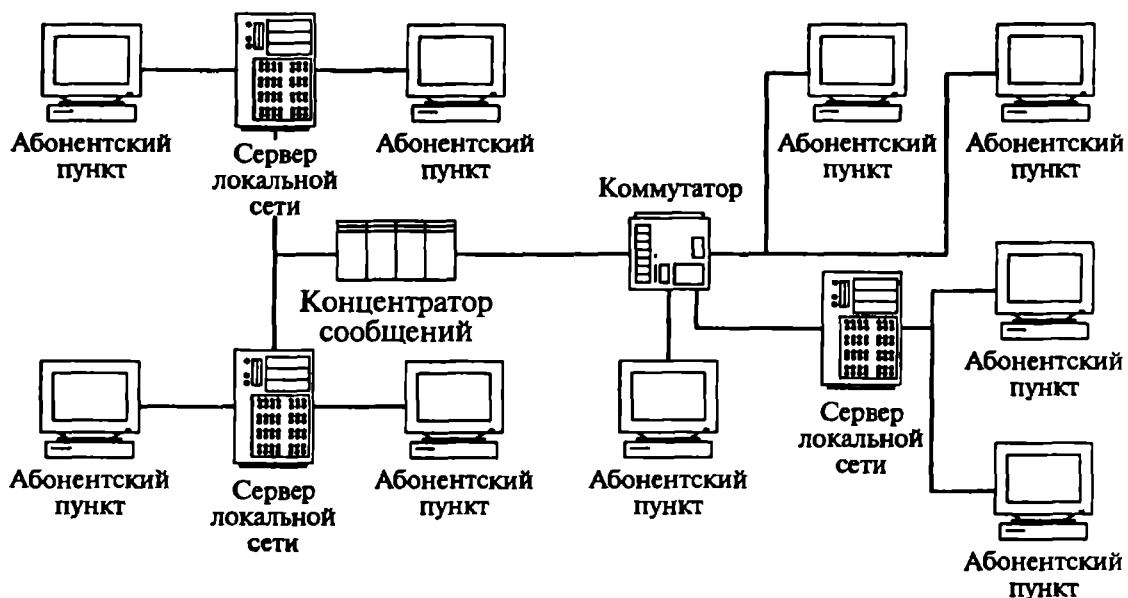 Абонентский
пункт
Сервер
локальной
сети
Абонентский
пункт
Абонентский
пункт
Абонентский
пункт
Коммутатор
Концентратор
сообщений
Абонентский
пункт
Абонентский
пункт
Сервер
локальной
сети
Абонентский
пункт
Абонентский
пункт
Сервер
локальной
сети
Абонентский
пункт
Абонентский
пункт